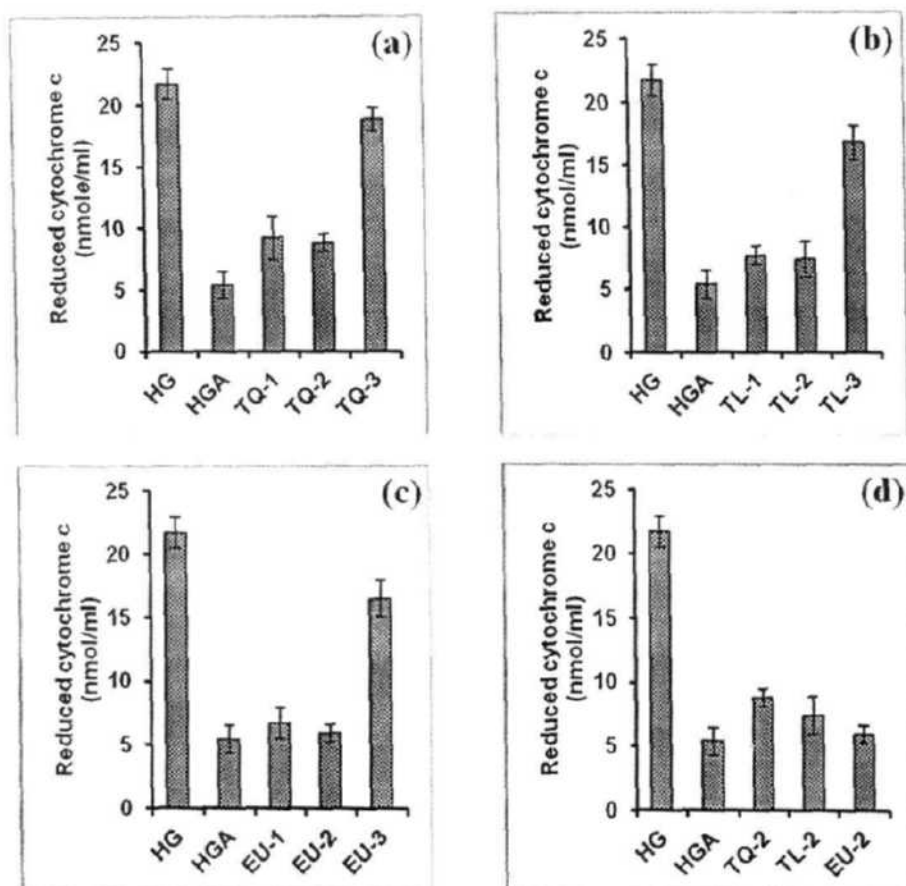 (a)
Reduced cytochrome c
(nmole/ml)
25
20
15
10
5
0
HG
HGA
TQ-1
TQ-2
TQ-3
(b)
Reduced cytochrome c
(nmol/ml)
25
20
15
10
5
0
HG
HGA
TL-1
TL-2
TL-3
(c)
Reduced cytochrome c
(nmol/ml)
25
20
15
10
5
0
HG
HGA
EU-1
EU-2
EU-3
(d)
Reduced cytochrome c
(nmol/ml)
25
20
15
10
5
0
HG
HGA
TQ-2
TL-2
EU-2